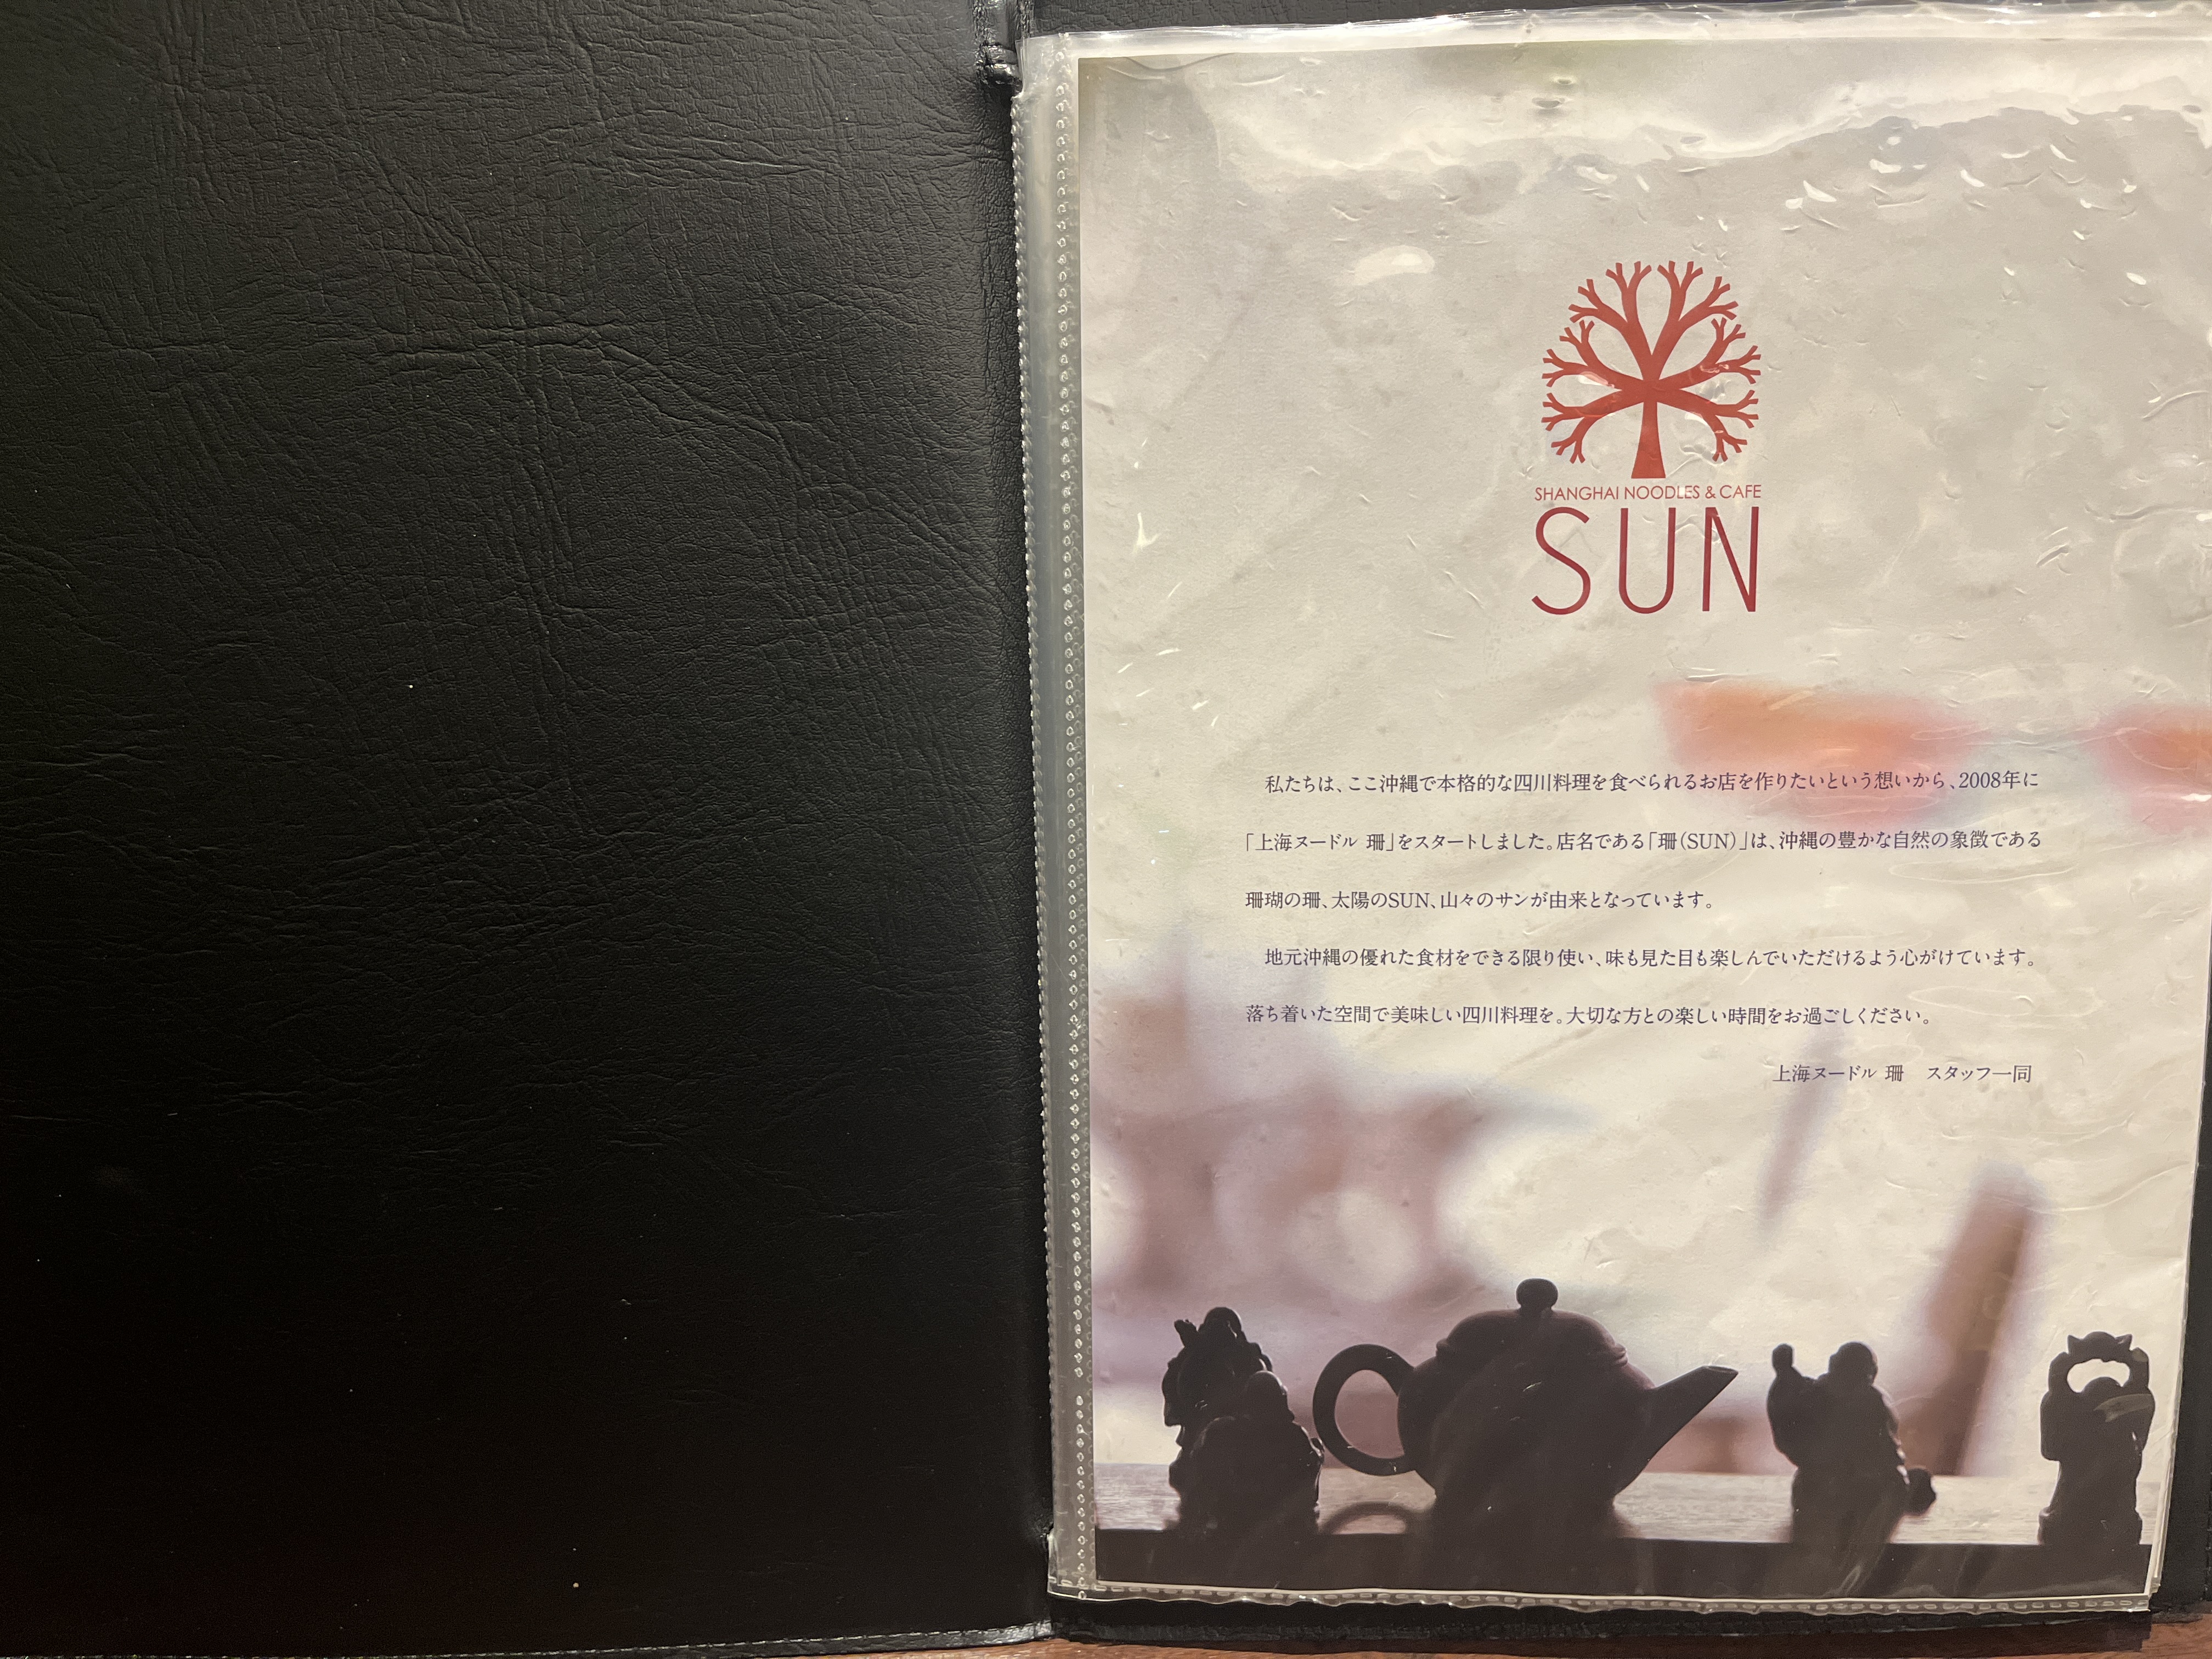 SHANGHAI NOODLES & CAFE
SUN
私たちは、ここ沖縄で本格的な四川料理を食べられるお店を作りたいという想いから、2008年に
「上海ヌードル 珊」をスタートしました。店名である「珊(SUN)」は、沖縄の豊かな自然の象徴である
珊瑚の珊、太陽のSUN、山々のサンが由来となっています。
地元沖縄の優れた食材をできる限り使い、味も見た目も楽しんでいただけるよう心がけています。
落ち着いた空間で美味しい四川料理を。大切な方との楽しい時間をお過ごしください。
上海ヌードル 珊 スタッフ一同